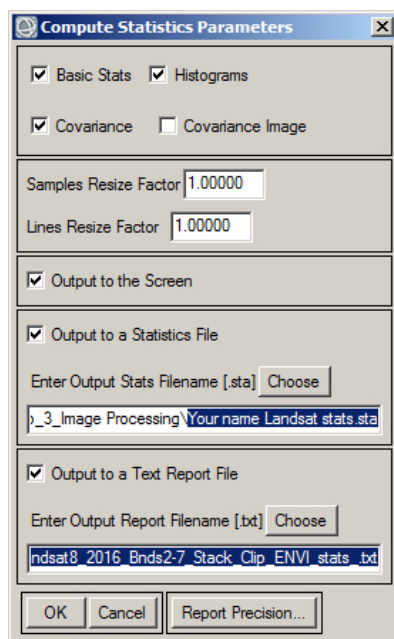 Compute Statistics Parameters
Basic Stats Histograms
Covariance Covariance Image
Samples Resize Factor 1.00000
Lines Resize Factor 1.00000
Output to the Screen
Output to a Statistics File
Enter Output Stats Filename [.sta] Choose
_3_Image Processing\Your name Landsat stats.sta
Output to a Text Report File
Enter Output Report Filename [.txt] Choose
ndsat8_2016_Bnds2-7_Stack_Clip_ENVI_stats_.txt
OK Cancel Report Precision...